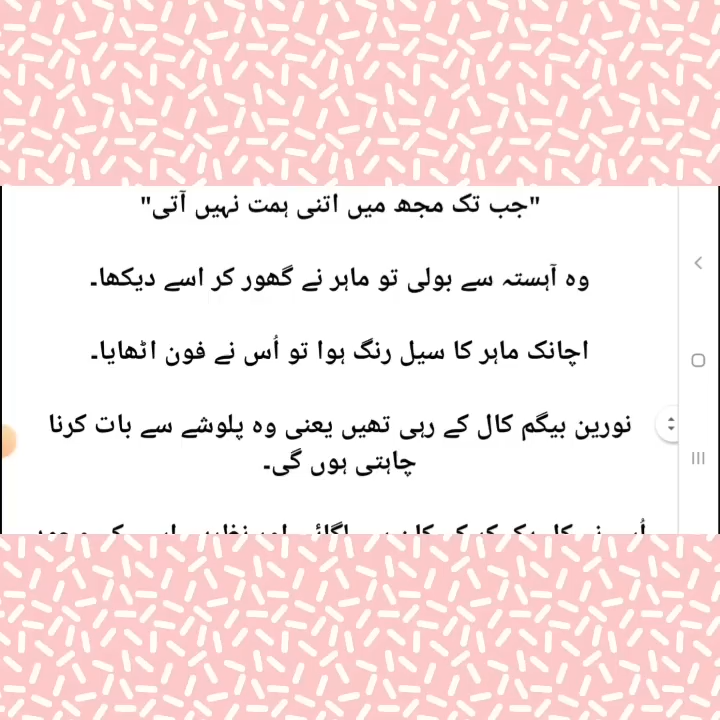 "جب تک مجھ میں اتنی ہمت نہیں آتی"
وہ آہستہ سے بولی تو ماہر نے گھور کر اسے دیکھا۔
اچانک ماہر کا سیل رنگ ہوا تو اُس نے فون اٹھایا۔
نورین بیگم کال کے رہی تھیں یعنی وہ پلوشے سے بات کرنا
چاہتی ہوں گی۔